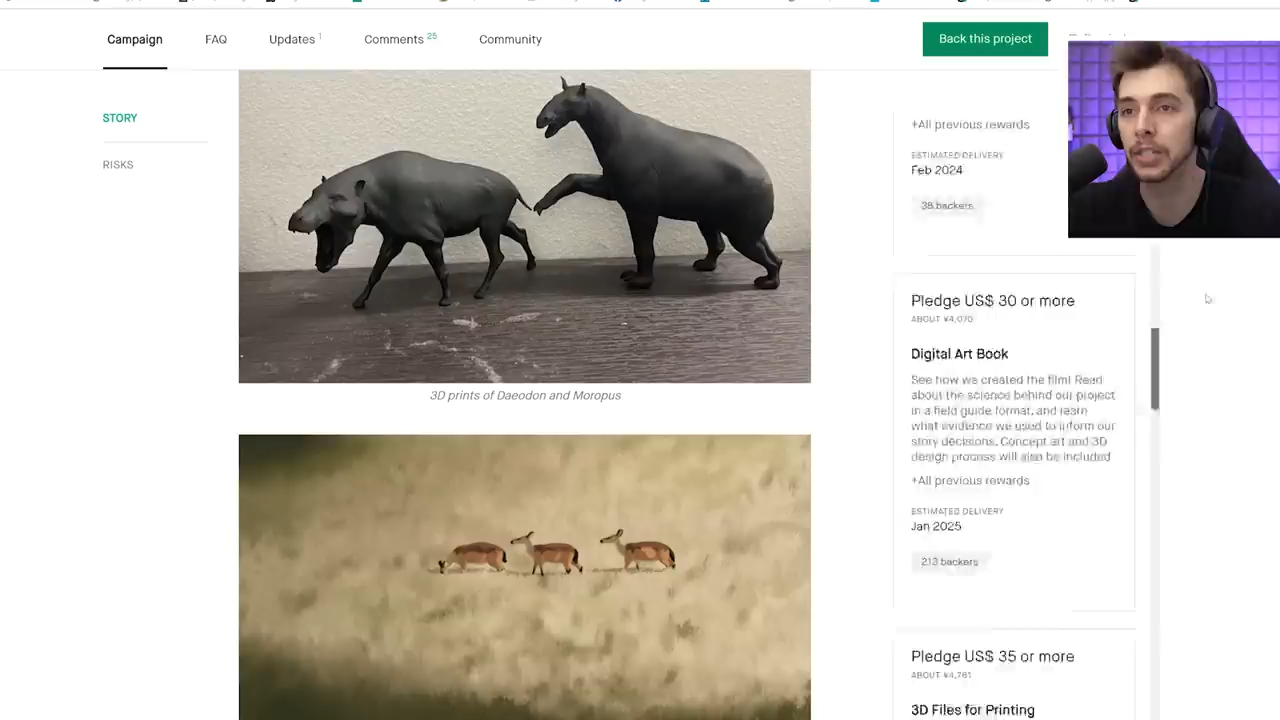 Campaign
FAQ
Updates 1
Comments 25
Community
Back this project
STORY
RISKS
3D prints of Daeodon and Moropus
+All previous rewards
ESTIMATED DELIVERY
Feb 2024
38 backers
Pledge US$ 30 or more
ABOUT ¥4,070
Digital Art Book
See how we created the film! Read
about the science behind our project
in a field guide format, and learn
what evidence we used to inform our
story decisions. Concept art and 3D
design process will also be included
+All previous rewards
ESTIMATED DELIVERY
Jan 2025
213 backers
Pledge US$ 35 or more
ABOUT ¥4,761
3D Files for Printing